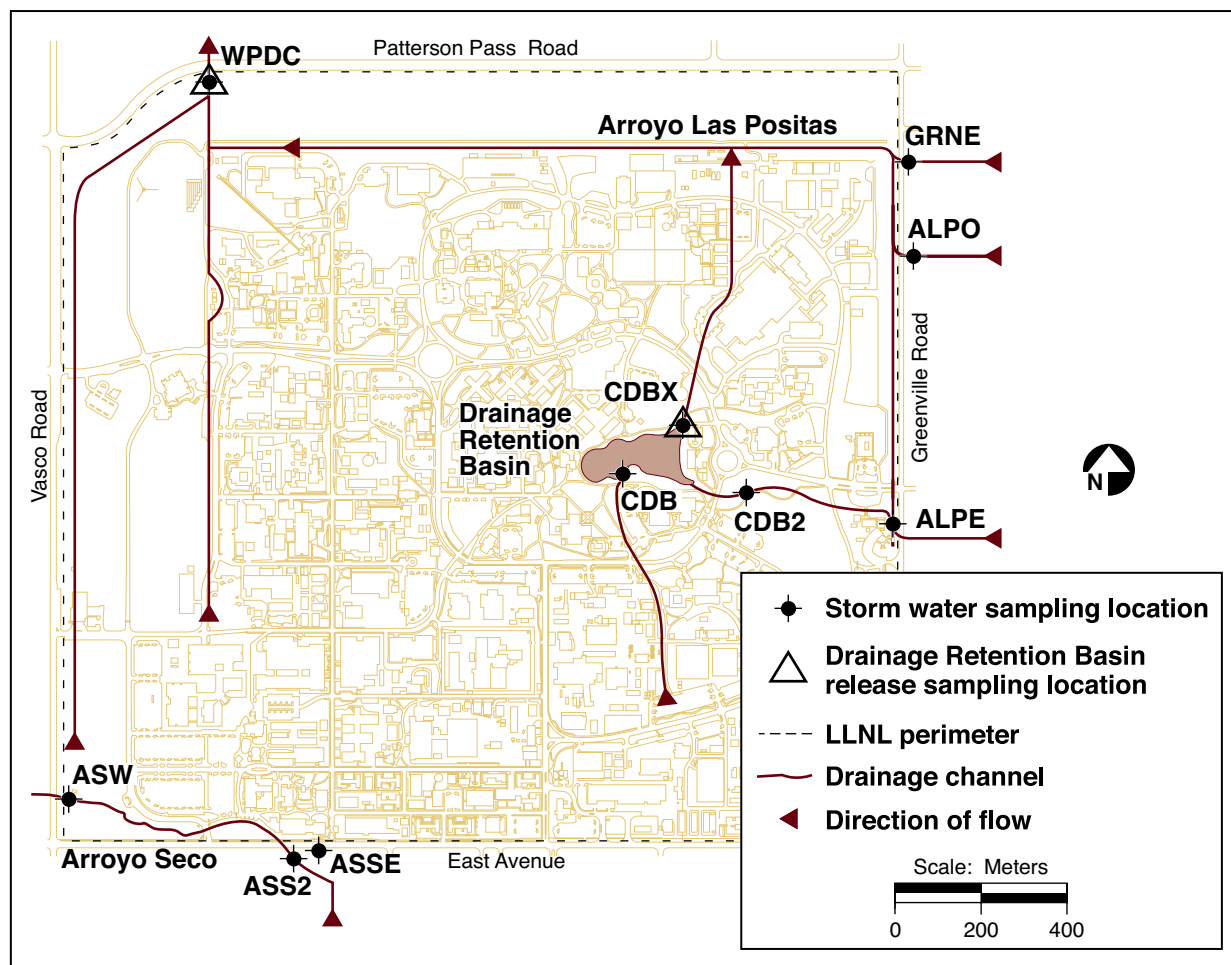 Patterson Pass Road
WPDC
Arroyo Las Positas
GRNE
ALPO
Vasco Road
Greenville Road
CDBX
Drainage
Retention
Basin
CDB
CDB2
ALPE
N
ASW
Arroyo Seco
ASS2
ASSE
East Avenue
Storm water sampling location
Drainage Retention Basin
release sampling location
LLNL perimeter
Drainage channel
Direction of flow
Scale: Meters
0 200 400